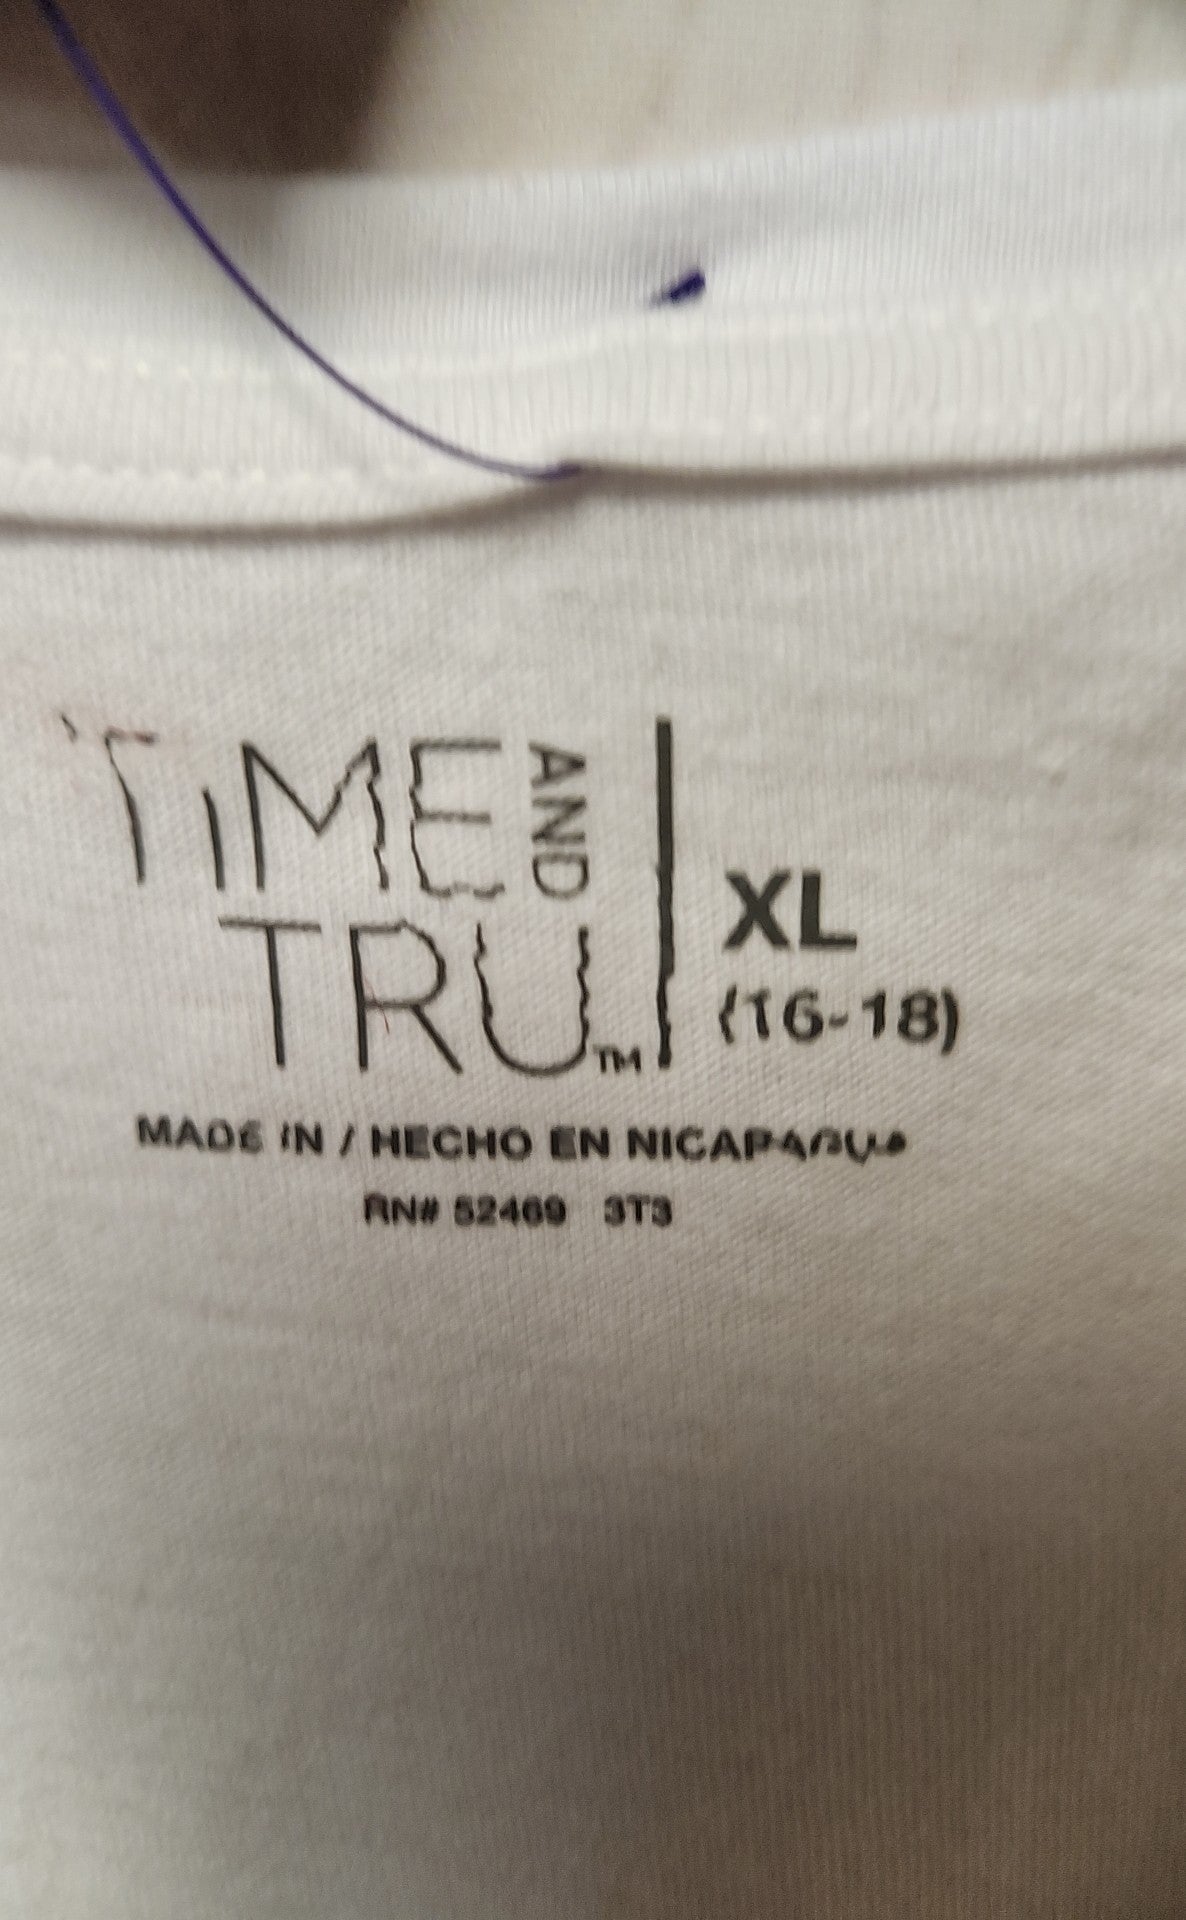 TiME AND
TRU™
XL
(16-18)
MADE IN / HECHO EN NICARAGUA
RN# 52469 3T3